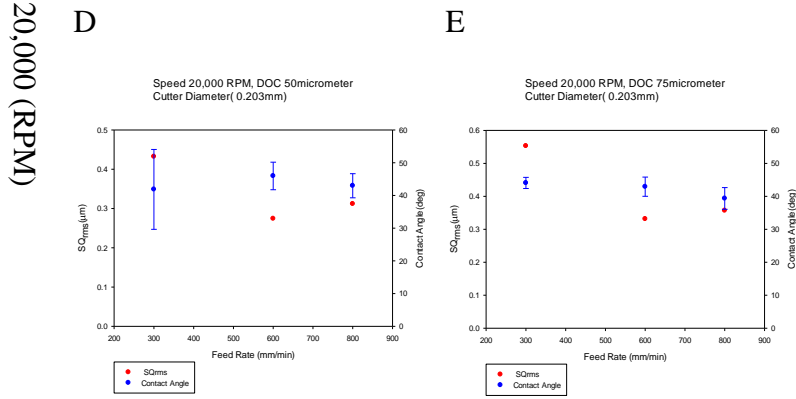 20,000 (RPM)
D
Speed 20,000 RPM, DOC 50micrometer
Cutter Diameter( 0.203mm)
0.5
0.4
0.3
0.2
0.1
0.0
SQrms(µm)
60
50
40
30
20
10
0
Contact Angle(deg)
200 300 400 500 600 700 800 900
Feed Rate (mm/min)
SQrms
Contact Angle
E
Speed 20,000 RPM, DOC 75micrometer
Cutter Diameter( 0.203mm)
0.6
0.5
0.4
0.3
0.2
0.1
0.0
SQrms(µm)
60
50
40
30
20
10
0
Contact Angle(deg)
200 300 400 500 600 700 800 900
Feed Rate (mm/min)
SQrms
Contact Angle